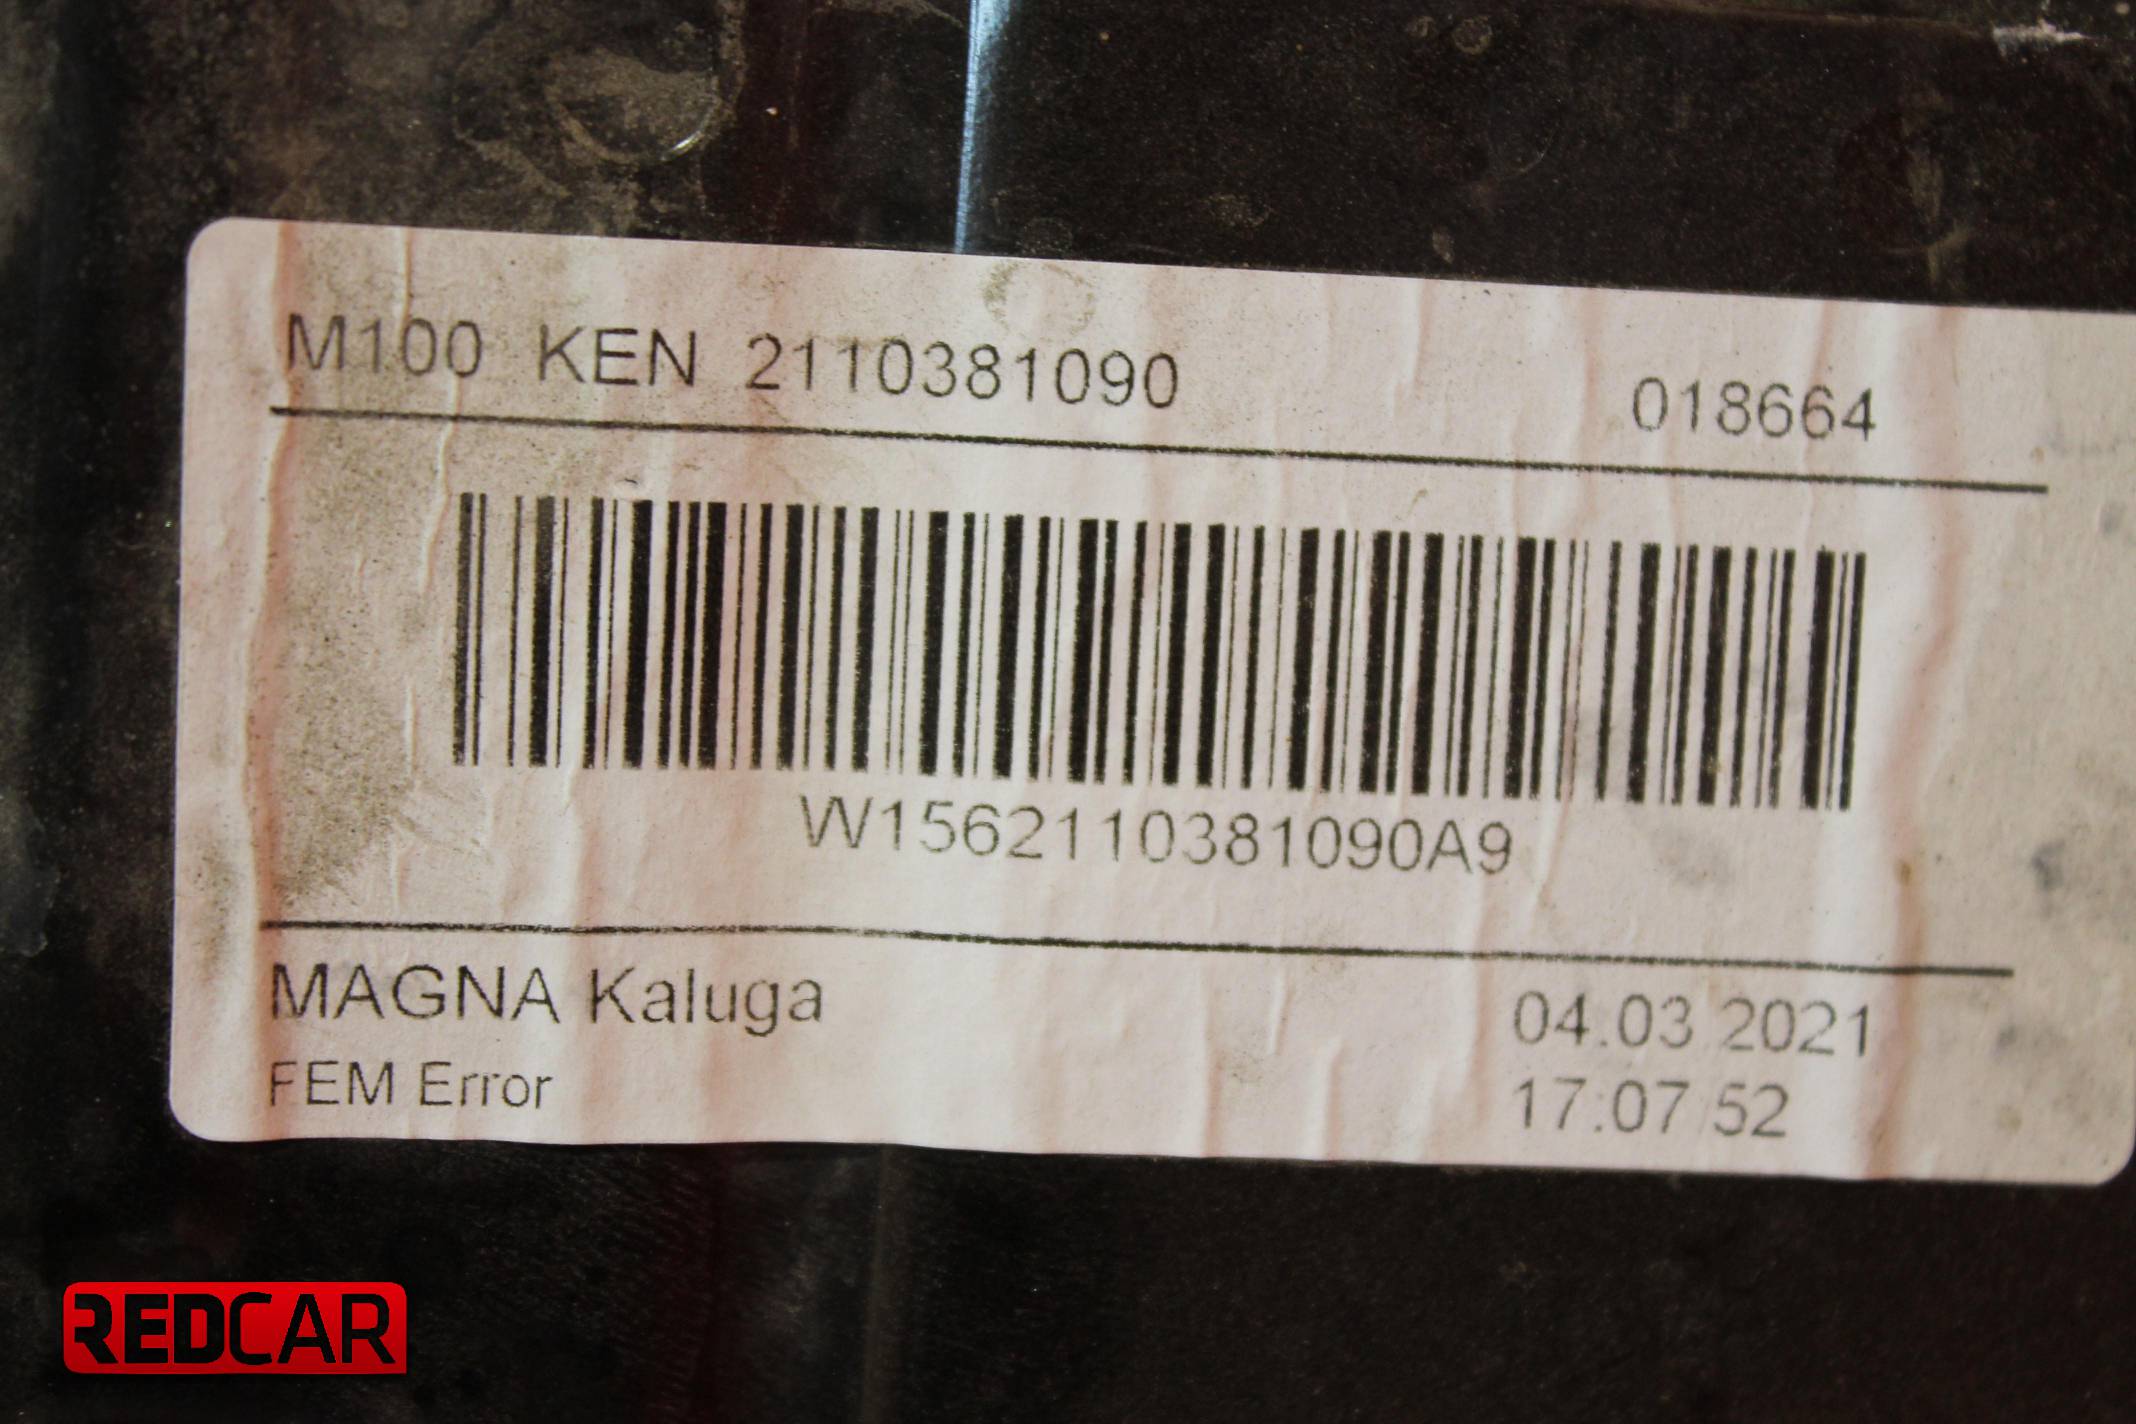 M100 KEN 2110381090 018664
W1562110381090A9
MAGNA Kaluga 04.03.2021
FEM Error 17:07:52
REDCAR